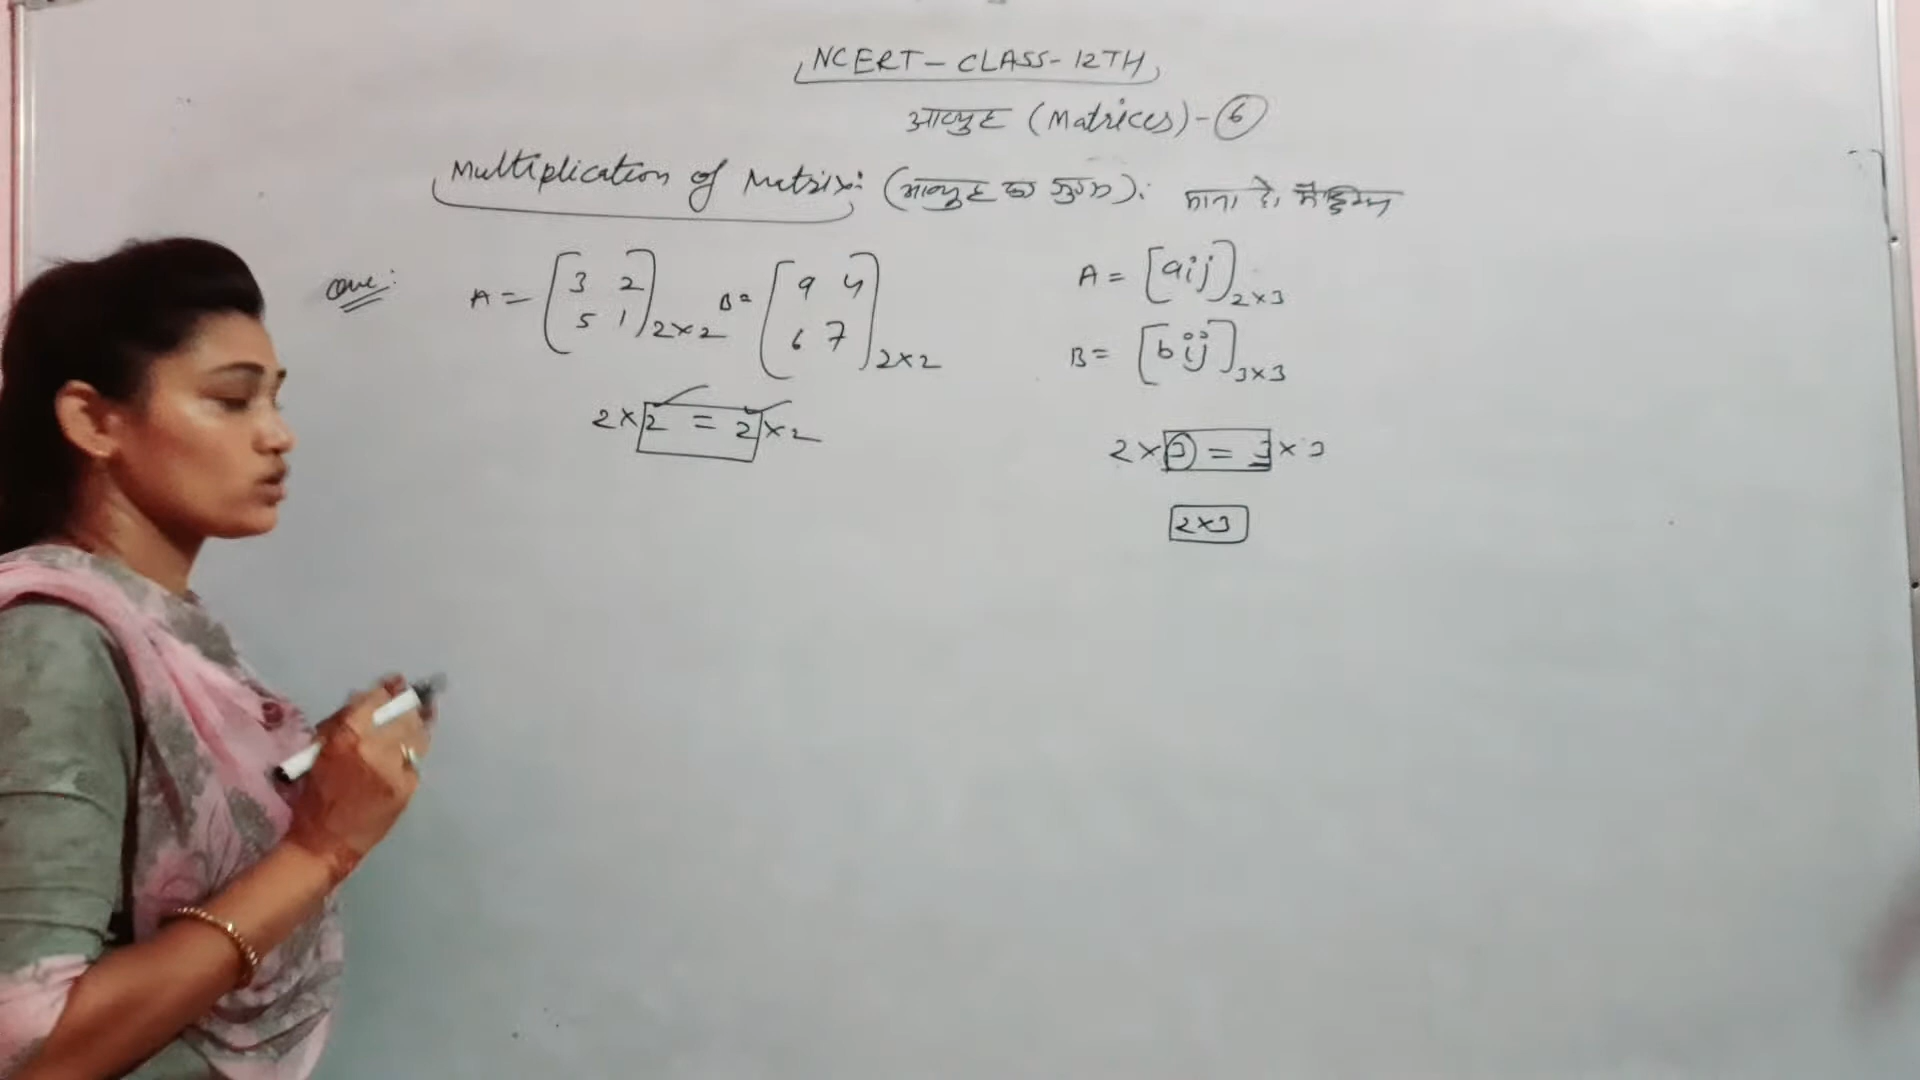 NCERT - CLASS - 12TH
आव्यूह (Matrices) - 6
Multiplication of Matrix: (आव्यूह का गुणन): माना दो मैट्रिक्स
Que: A = [3 2 5 1] 2×2 B = [9 4 6 7] 2×2
2×2 = 2×2
A = [aij] 2×3
B = [bij] 3×3
2×3 = 3×3
2×3